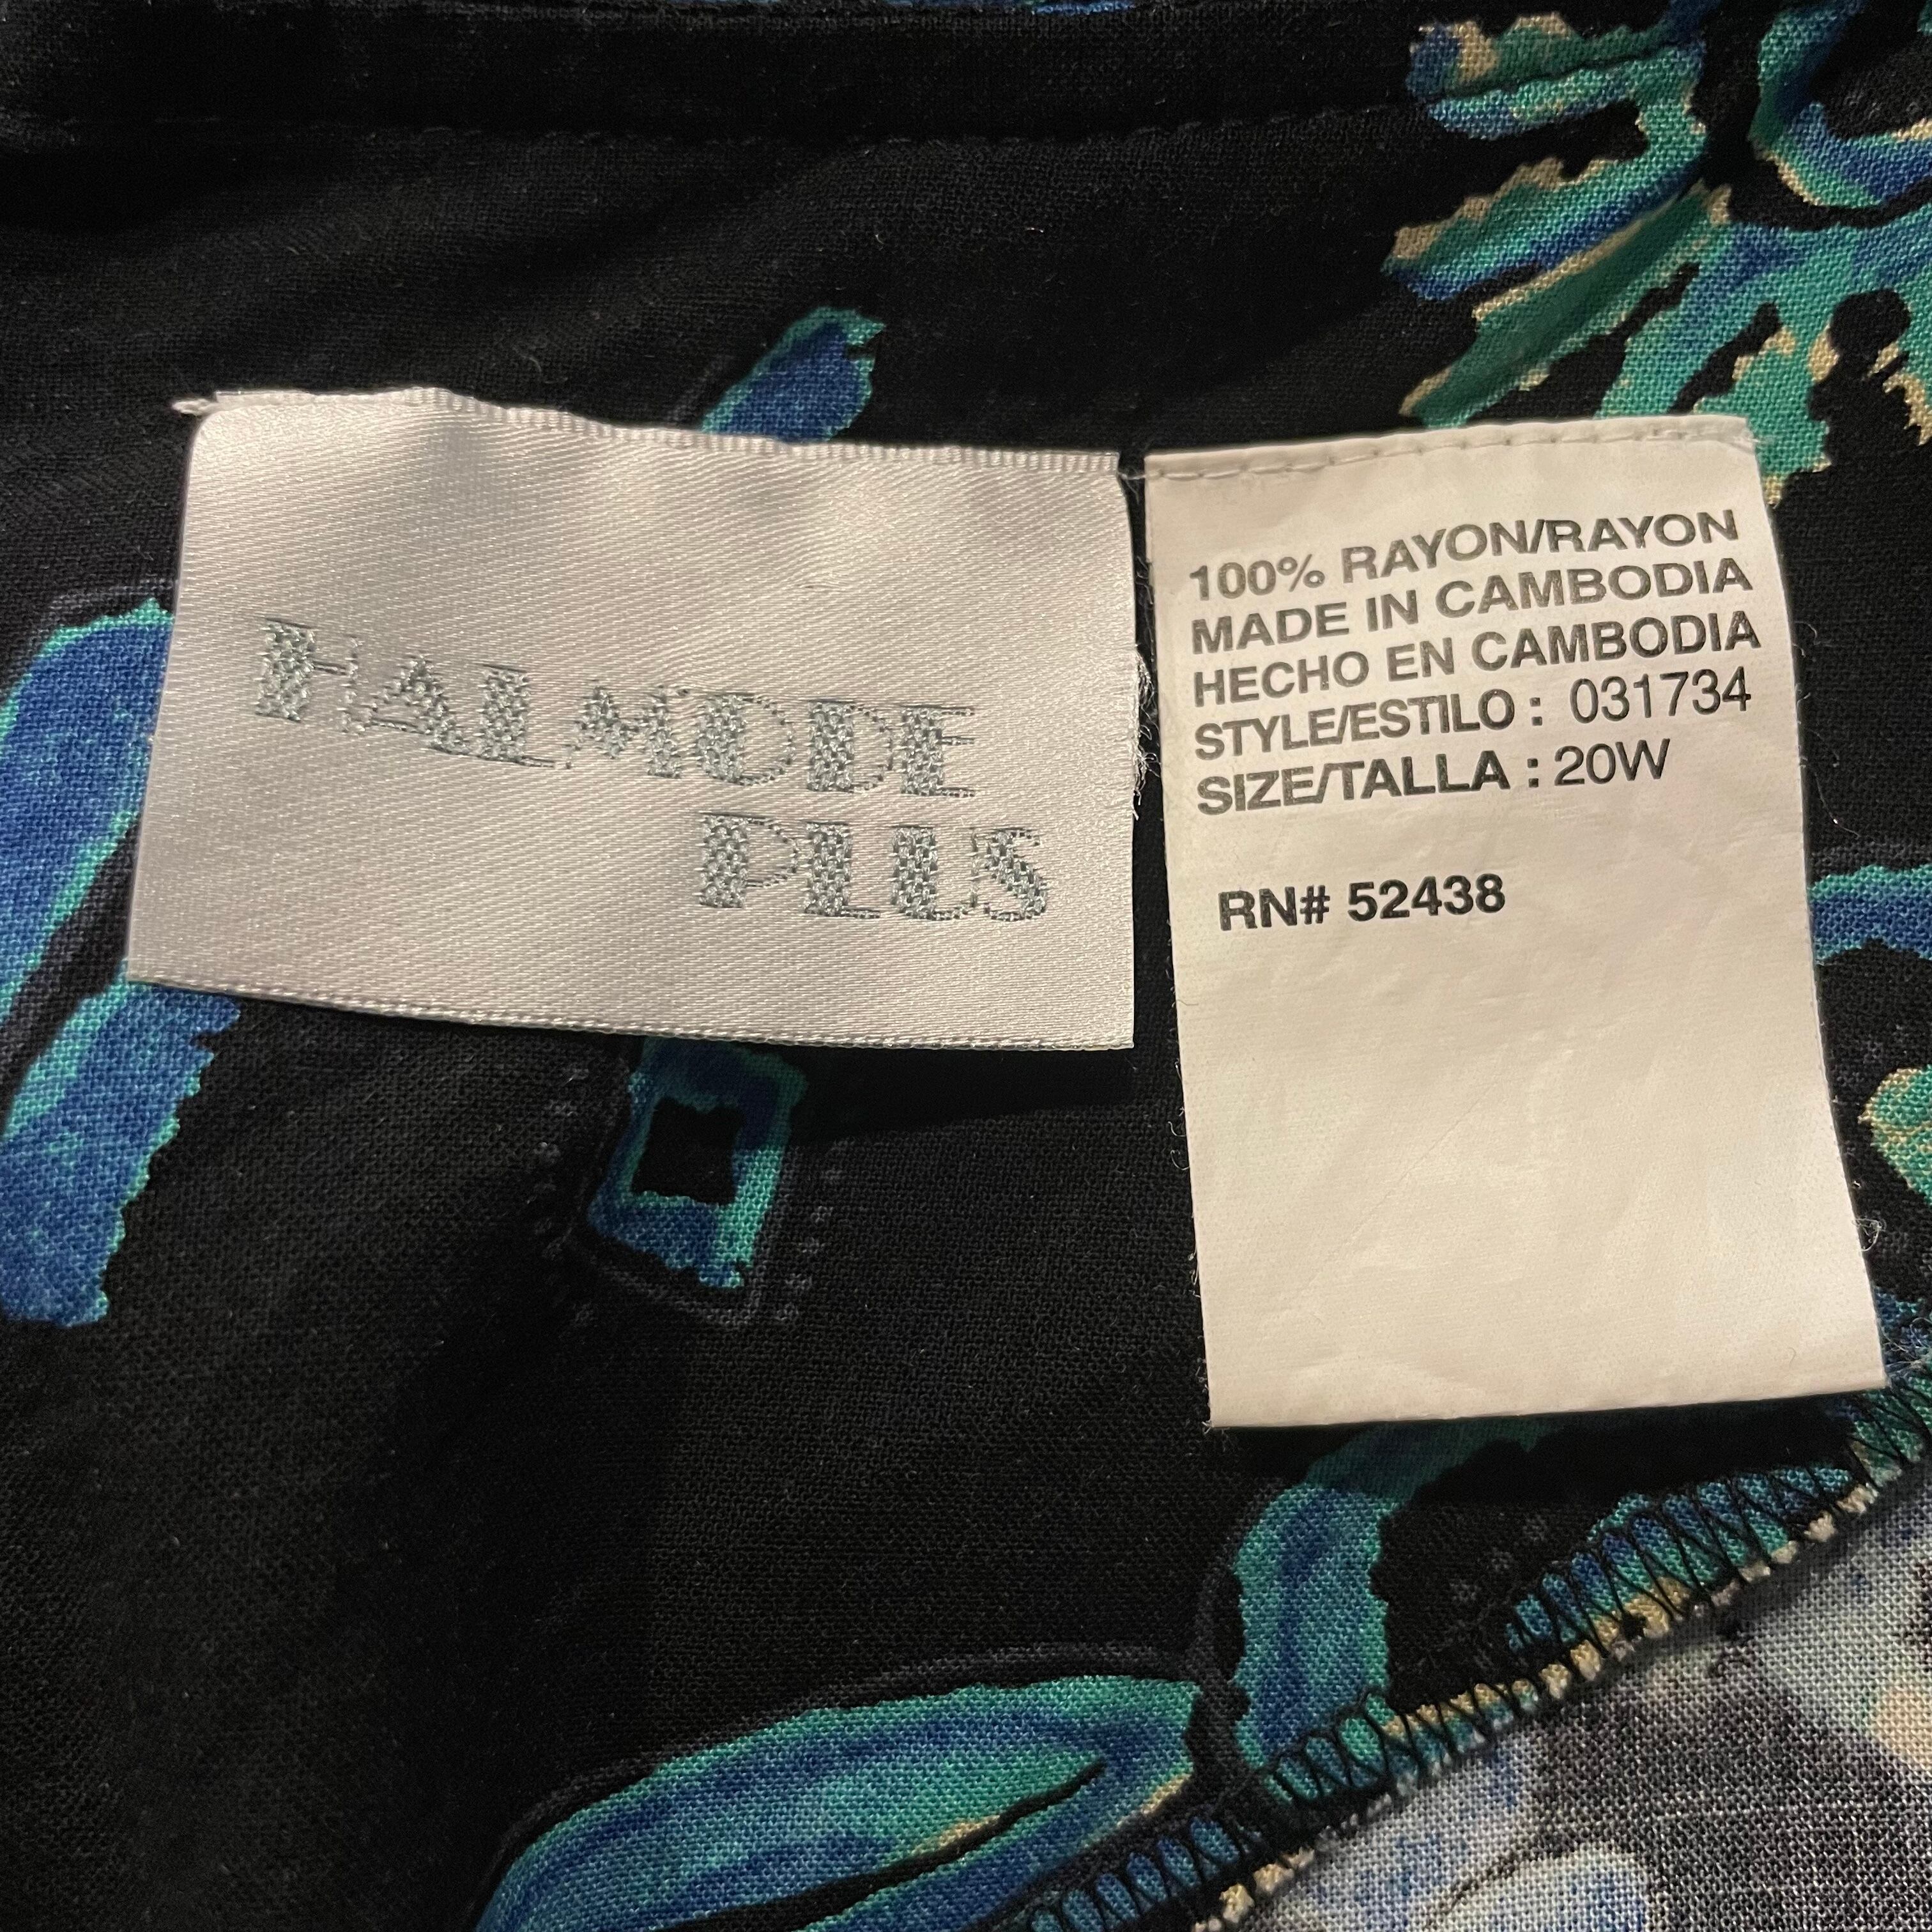 HALMODE
PLUS
100% RAYON/RAYON
MADE IN CAMBODIA
HECHO EN CAMBODIA
STYLE/ESTILO : 031734
SIZE/TALLA : 20W
RN# 52438